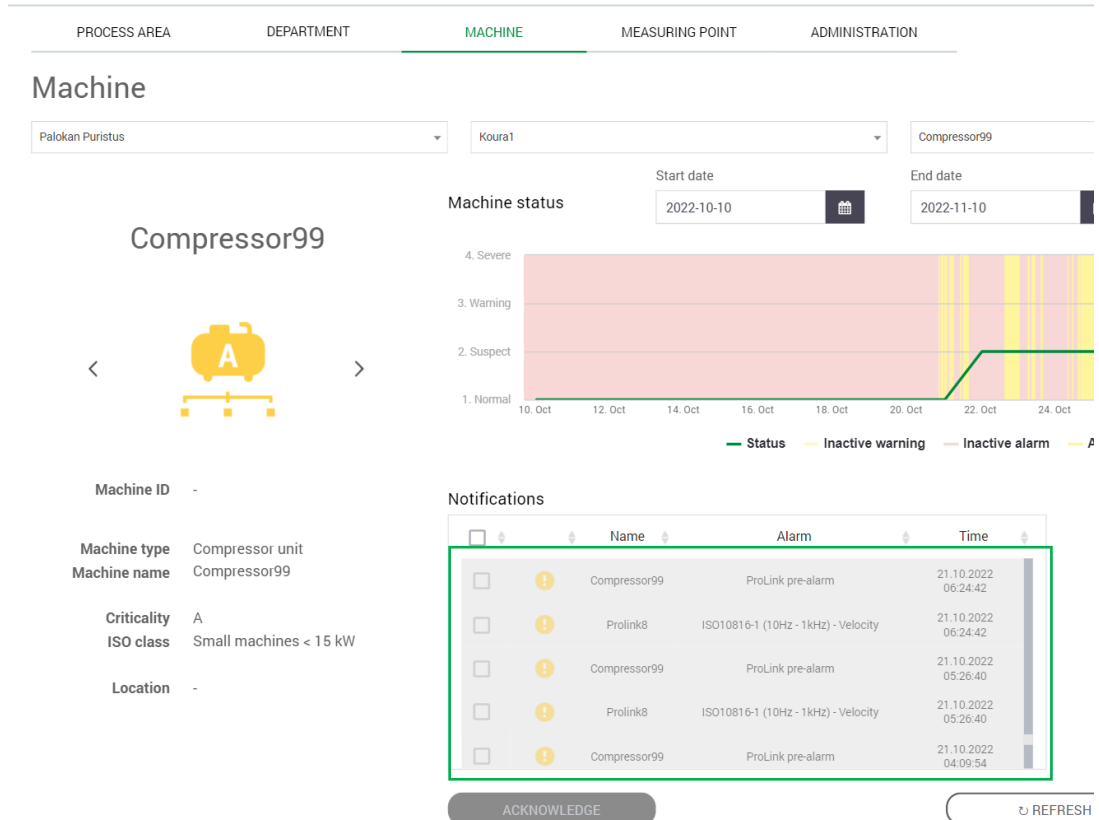 PROCESS AREA DEPARTMENT MACHINE MEASURING POINT ADMINISTRATION
Machine
Palokan Puristus Koura1 Compressor99
Start date End date
Machine status 2022-10-10 2022-11-10
Compressor99
4. Severe
3. Warning
2. Suspect
1. Normal
A
10. Oct 12. Oct 14. Oct 16. Oct 18. Oct 20. Oct 22. Oct 24. Oct
Status Inactive warning Inactive alarm A
Machine ID -
Machine type Compressor unit
Machine name Compressor99
Criticality A
ISO class Small machines < 15 kW
Location -
Notifications
Name Alarm Time
Compressor99 ProLink pre-alarm 21.10.2022
06:24:42
Prolink8 ISO10816-1 (10Hz - 1kHz) - Velocity 21.10.2022
06:24:42
Compressor99 ProLink pre-alarm 21.10.2022
05:26:40
Prolink8 ISO10816-1 (10Hz - 1kHz) - Velocity 21.10.2022
05:26:40
Compressor99 ProLink pre-alarm 21.10.2022
04:09:54
ACKNOWLEDGE REFRESH